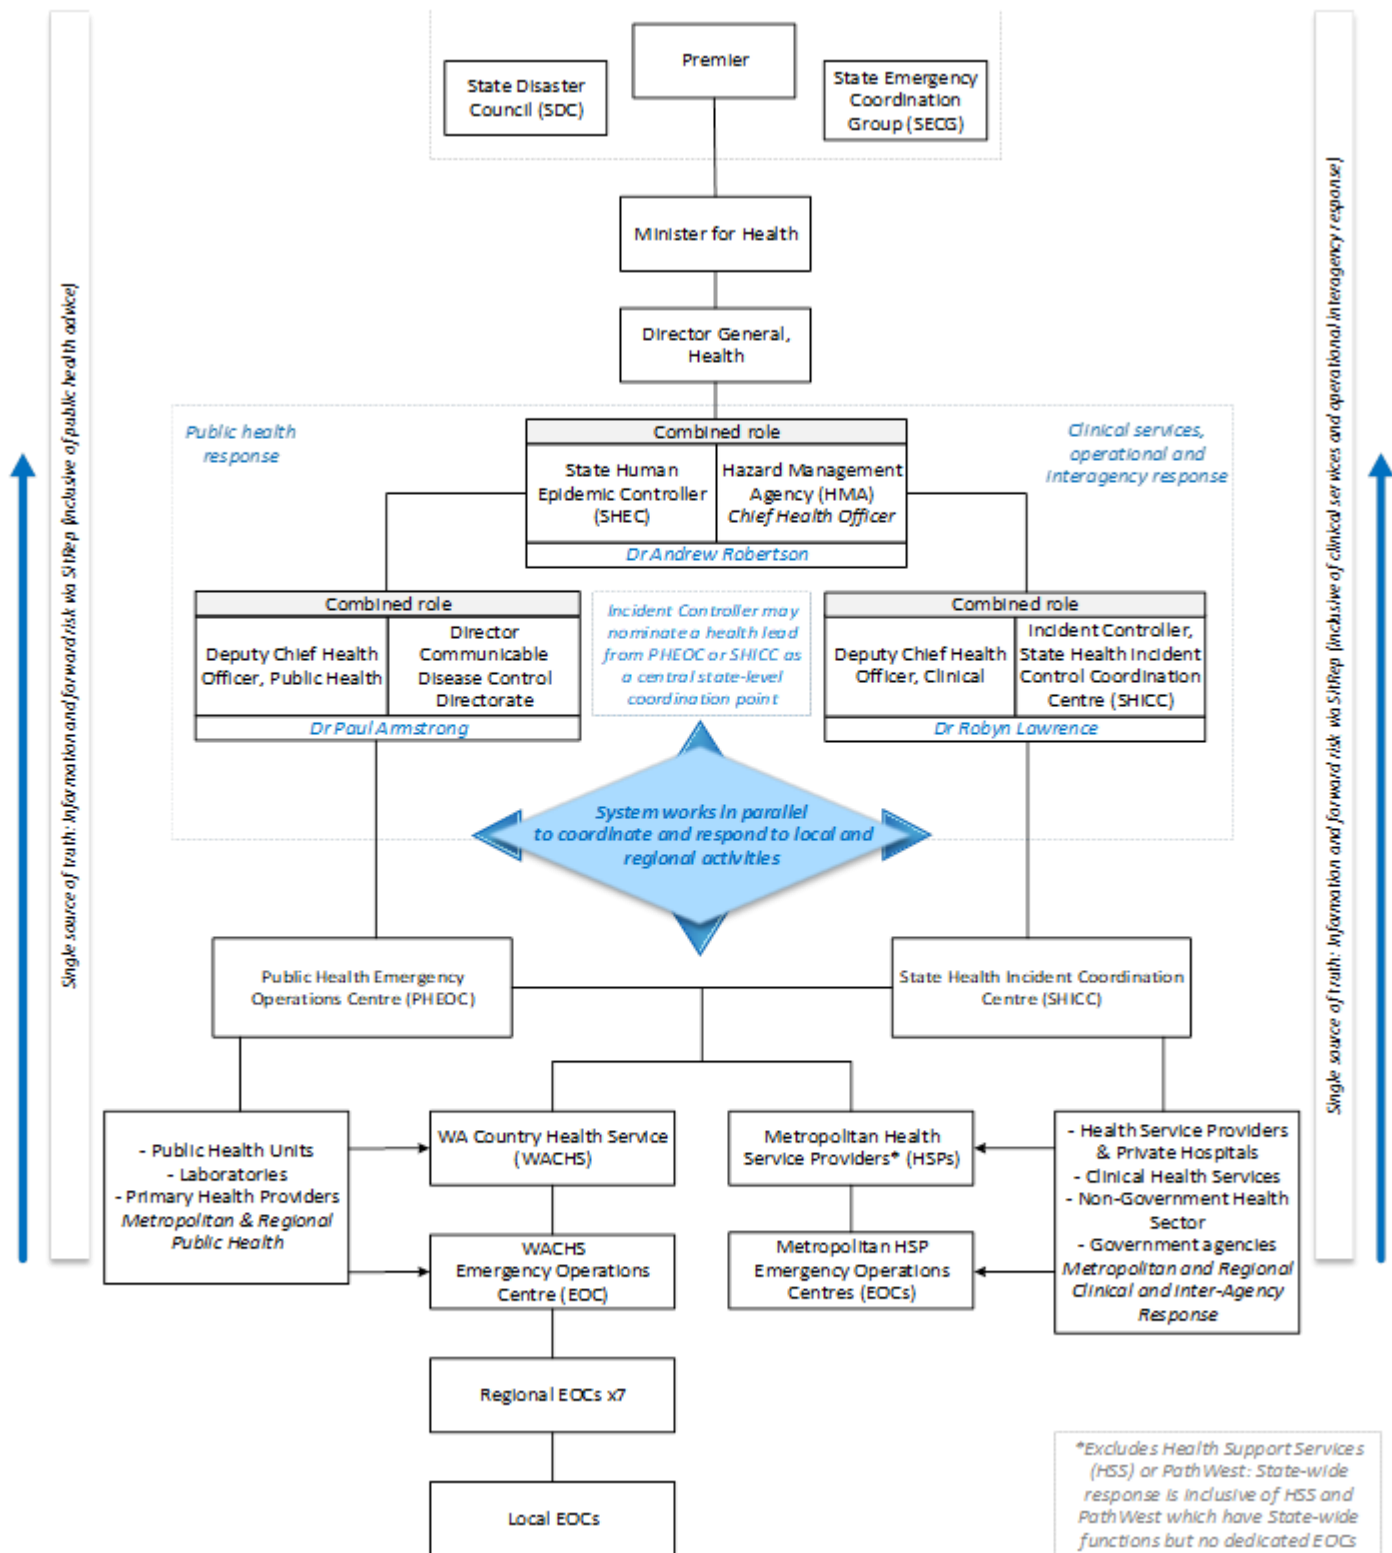 Premier
State Disaster
Council (SDC)
State Emergency
Coordination
Group (SECG)
Minister for Health
Director General,
Health
Public health
response
Clinical services,
operational and
interagency response
Combined role
State Human
Epidemic Controller
(SHEC)
Hazard Management
Agency (HMA)
Chief Health Officer
Dr Andrew Robertson
Combined role
Deputy Chief Health
Officer, Public Health
Director
Communicable
Disease Control
Directorate
Dr Paul Armstrong
Incident Controller may
nominate a health lead
from PHEOC or SHICC as
a central state-level
coordination point
Combined role
Deputy Chief Health
Officer, Clinical
Incident Controller,
State Health Incident
Control Coordination
Centre (SHICC)
Dr Robyn Lawrence
System works in parallel
to coordinate and respond to local and
regional activities
Public Health Emergency
Operations Centre (PHEOC)
State Health Incident Coordination
Centre (SHICC)
- Public Health Units
- Laboratories
- Primary Health Providers
Metropolitan & Regional
Public Health
WA Country Health Service
(WACHS)
Metropolitan Health
Service Providers* (HSPs)
- Health Service Providers
& Private Hospitals
- Clinical Health Services
- Non-Government Health
Sector
- Government agencies
Metropolitan and Regional
Clinical and Inter-Agency
Response
WACHS
Emergency Operations
Centre (EOC)
Metropolitan HSP
Emergency Operations
Centres (EOCs)
Regional EOCs x7
Local EOCs
*Excludes Health Support Services
(HSS) or PathWest: State-wide
response is inclusive of HSS and
PathWest which have State-wide
functions but no dedicated EOCs
Single source of truth: Information and forward risk via SitRep (inclusive of public health advice)
Single source of truth: Information and forward risk via SitRep (inclusive of clinical services and operational interagency response)